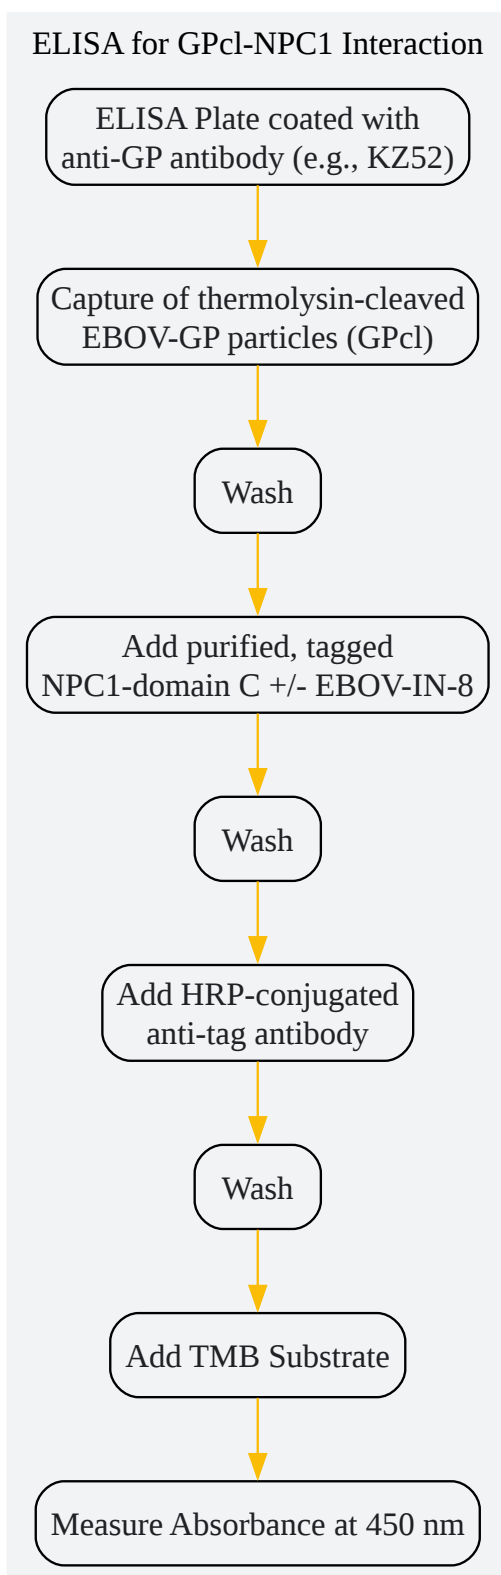 ELISA for GPcl-NPC1 Interaction
ELISA Plate coated with
anti-GP antibody (e.g., KZ52)
Capture of thermolysin-cleaved
EBOV-GP particles (GPcl)
Wash
Add purified, tagged
NPC1-domain C +/- EBOV-IN-8
Wash
Add HRP-conjugated
anti-tag antibody
Wash
Add TMB Substrate
Measure Absorbance at 450 nm